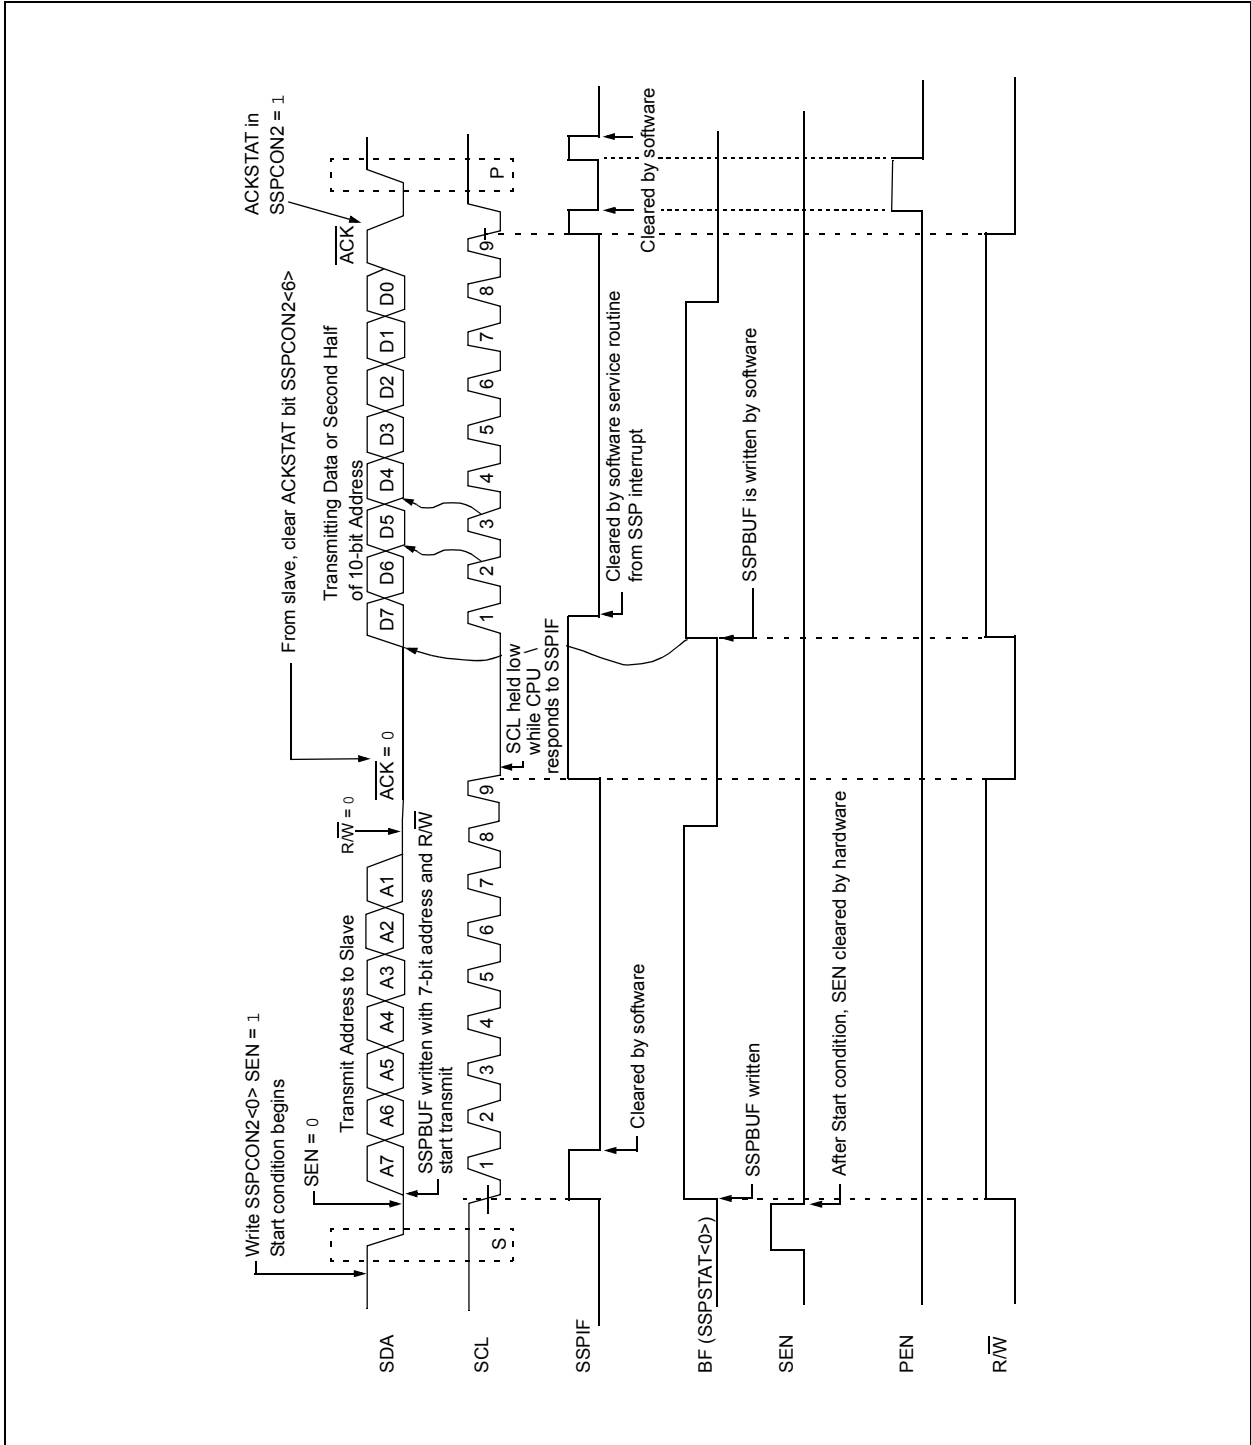 Write SSPCON2<0> SEN = 1
Start condition begins
SEN = 0
From slave, clear ACKSTAT bit SSPCON2<6>
ACKSTAT in
SSPCON2 = 1
Transmit Address to Slave
R/W = 0
ACK = 0
Transmitting Data or Second Half
of 10-bit Address
ACK
SDA
A7 A6 A5 A4 A3 A2 A1
D7 D6 D5 D4 D3 D2 D1 D0
SSPBUF written with 7-bit address and R/W
start transmit
SCL
S
1 2 3 4 5 6 7 8 9
1 2 3 4 5 6 7 8 9
P
SCL held low
while CPU
responds to SSPIF
SSPIF
Cleared by software
Cleared by software service routine
from SSP interrupt
Cleared by software
BF (SSPSTAT<0>)
SSPBUF written
SSPBUF is written by software
SEN
After Start condition, SEN cleared by hardware
PEN
R/W